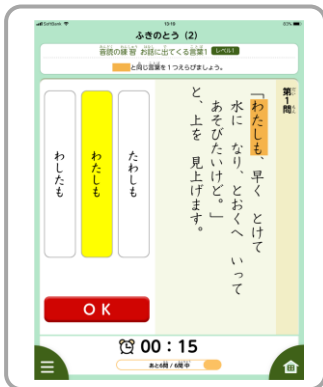 SoftBank
13:10
83%
ふきのとう (2)
音読の練習 お話に出てくる言葉1 レベル1
と同じ言葉を1つえらびましょう。
第1問
「わたしも、早く とけて
水に なり、とおくへ いって
あそびたいけど。」
と、上を 見上げます。
たわしも
わたしも
わしたも
OK
00:15
あと6問 / 6問中